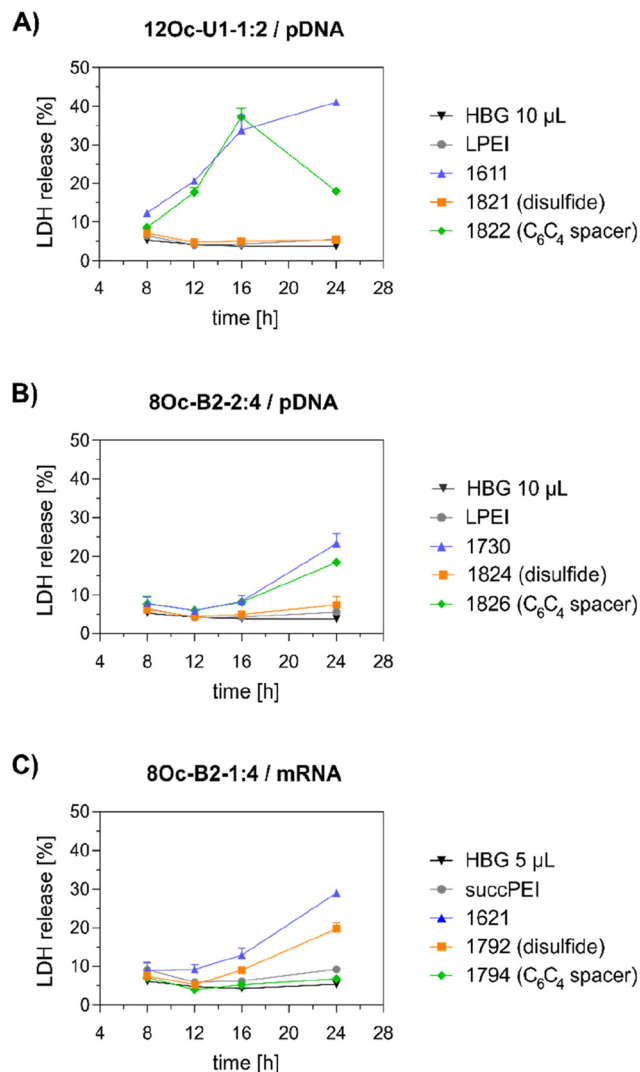 A)
12Oc-U1-1:2 / pDNA
LDH release [%]
50
40
30
20
10
0
4 8 12 16 20 24 28
time [h]
HBG 10 µL
LPEI
1611
1821 (disulfide)
1822 (C₆C₄ spacer)
B)
8Oc-B2-2:4 / pDNA
LDH release [%]
50
40
30
20
10
0
4 8 12 16 20 24 28
time [h]
HBG 10 µL
LPEI
1730
1824 (disulfide)
1826 (C₆C₄ spacer)
C)
8Oc-B2-1:4 / mRNA
LDH release [%]
50
40
30
20
10
0
4 8 12 16 20 24 28
time [h]
HBG 5 µL
succPEI
1621
1792 (disulfide)
1794 (C₆C₄ spacer)